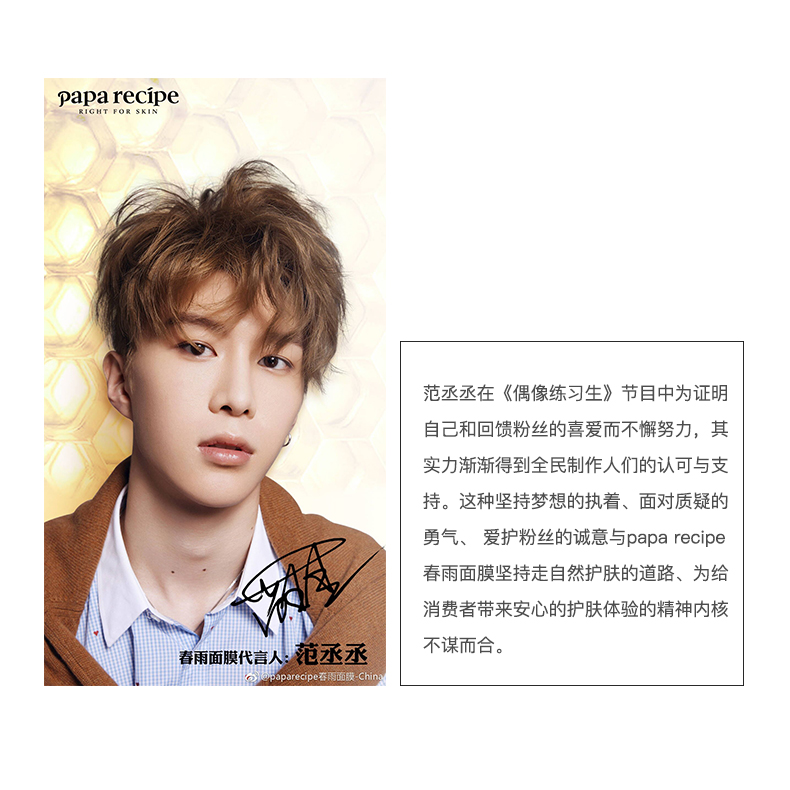 papa recipe
RIGHT FOR SKIN
春雨面膜代言人：范丞丞
@paparecipe春雨面膜-China
范丞丞在《偶像练习生》节目中为证明
自己和回馈粉丝的喜爱而不懈努力，其
实力渐渐得到全民制作人们的认可与支
持。这种坚持梦想的执着、面对质疑的
勇气、 爱护粉丝的诚意与papa recipe
春雨面膜坚持走自然护肤的道路、为给
消费者带来安心的护肤体验的精神内核
不谋而合。